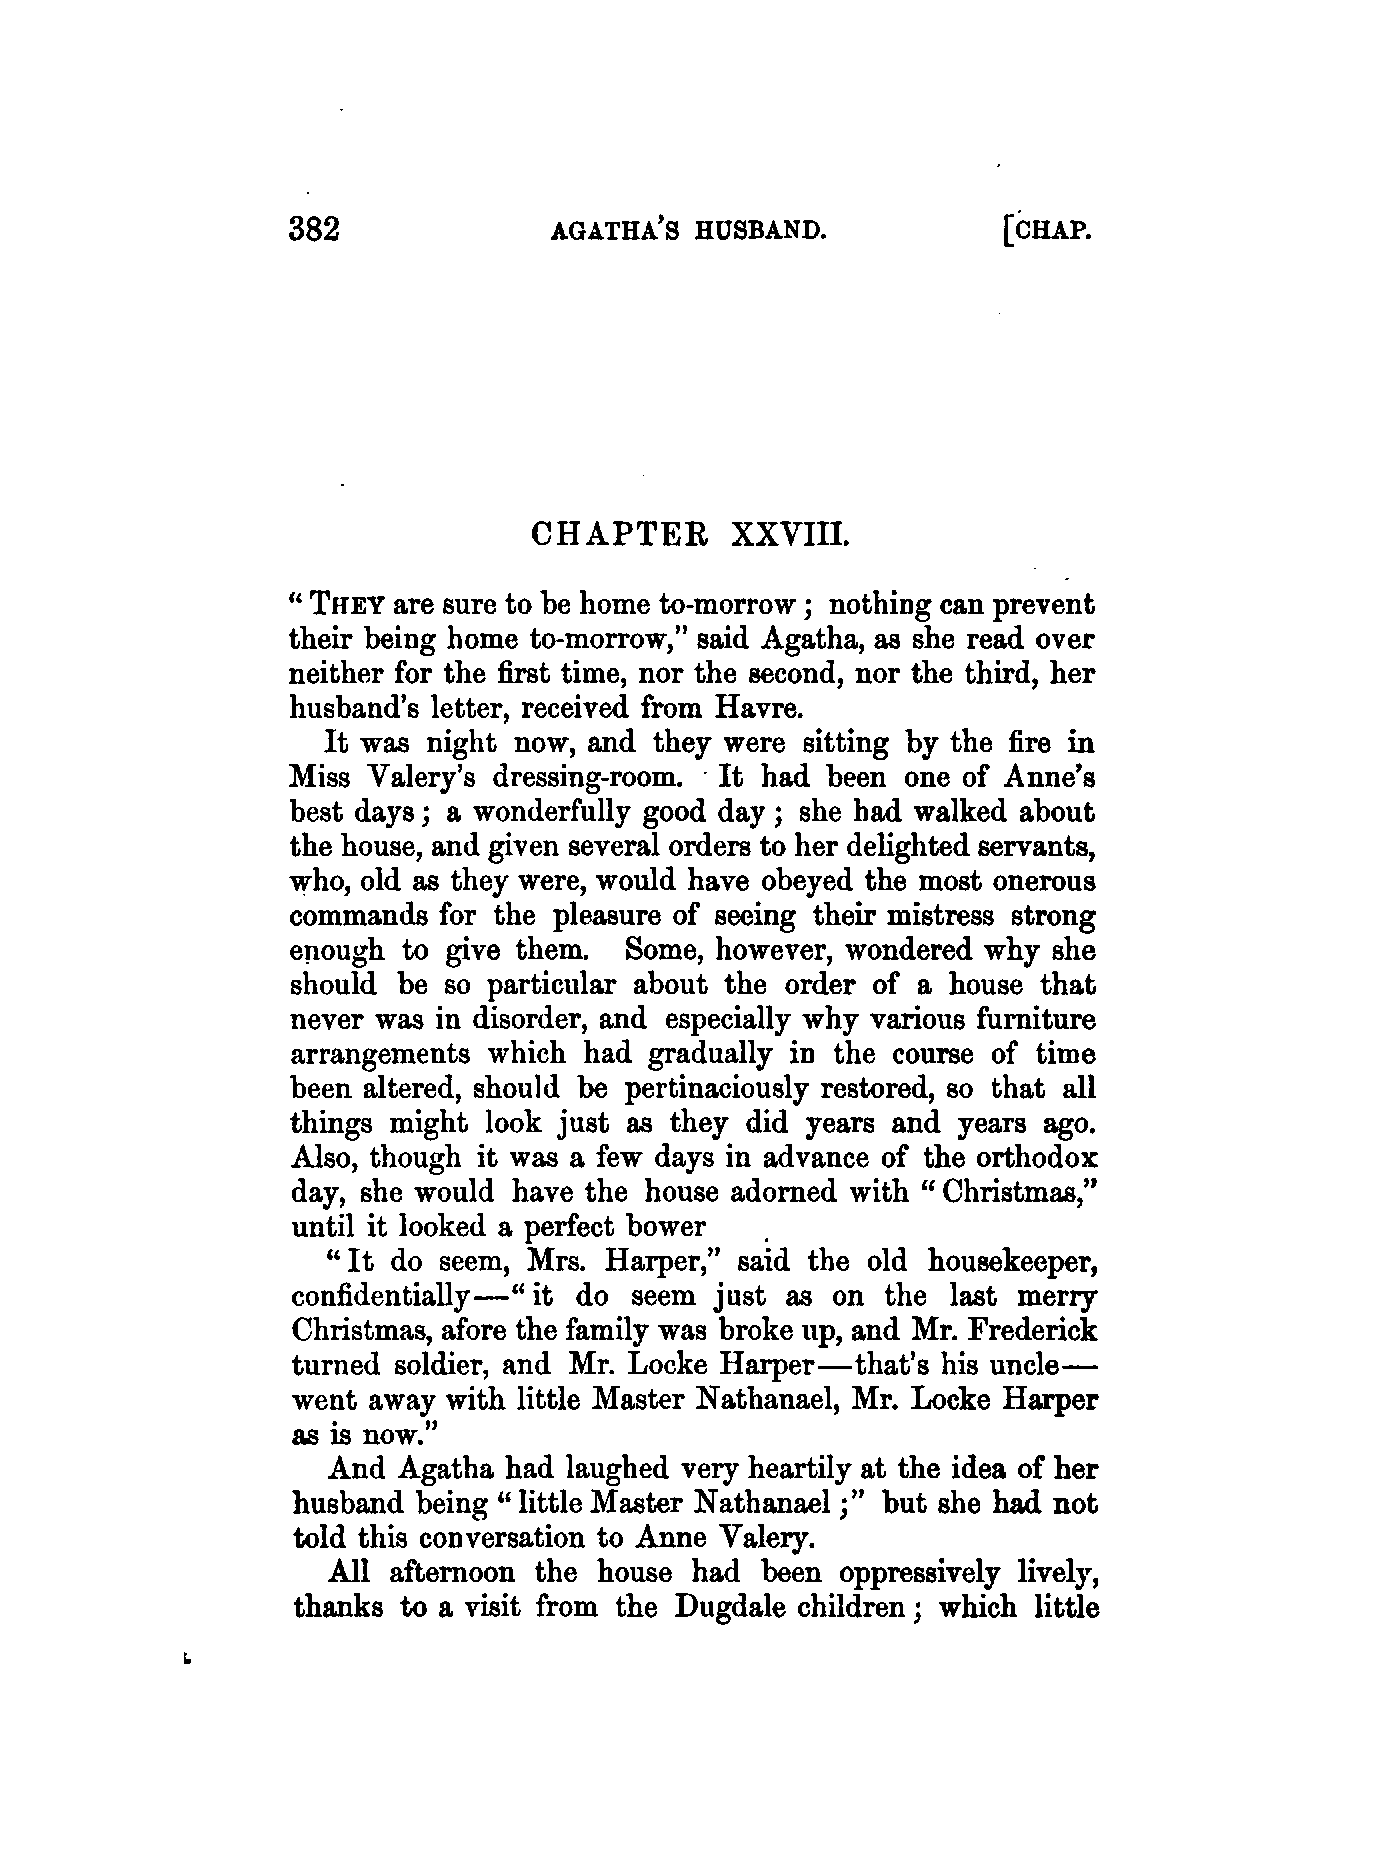 382 AGATHA'S HUSBAND. [CHAP.
CHAPTER XXVIII.
" THEY are sure to be home to-morrow ; nothing can prevent
their being home to-morrow," said Agatha, as she read over
neither for the first time, nor the second, nor the third, her
husband's letter, received from Havre.
It was night now, and they were sitting by the fire in
Miss Valery's dressing-room. It had been one of Anne's
best days ; a wonderfully good day ; she had walked about
the house, and given several orders to her delighted servants,
who, old as they were, would have obeyed the most onerous
commands for the pleasure of seeing their mistress strong
enough to give them. Some, however, wondered why she
should be so particular about the order of a house that
never was in disorder, and especially why various furniture
arrangements which had gradually in the course of time
been altered, should be pertinaciously restored, so that all
things might look just as they did years and years ago.
Also, though it was a few days in advance of the orthodox
day, she would have the house adorned with " Christmas,"
until it looked a perfect bower
" It do seem, Mrs. Harper," said the old housekeeper,
confidentially—" it do seem just as on the last merry
Christmas, afore the family was broke up, and Mr. Frederick
turned soldier, and Mr. Locke Harper—that's his uncle—
went away with little Master Nathanael, Mr. Locke Harper
as is now."
And Agatha had laughed very heartily at the idea of her
husband being " little Master Nathanael ;" but she had not
told this conversation to Anne Valery.
All afternoon the house had been oppressively lively,
thanks to a visit from the Dugdale children ; which little